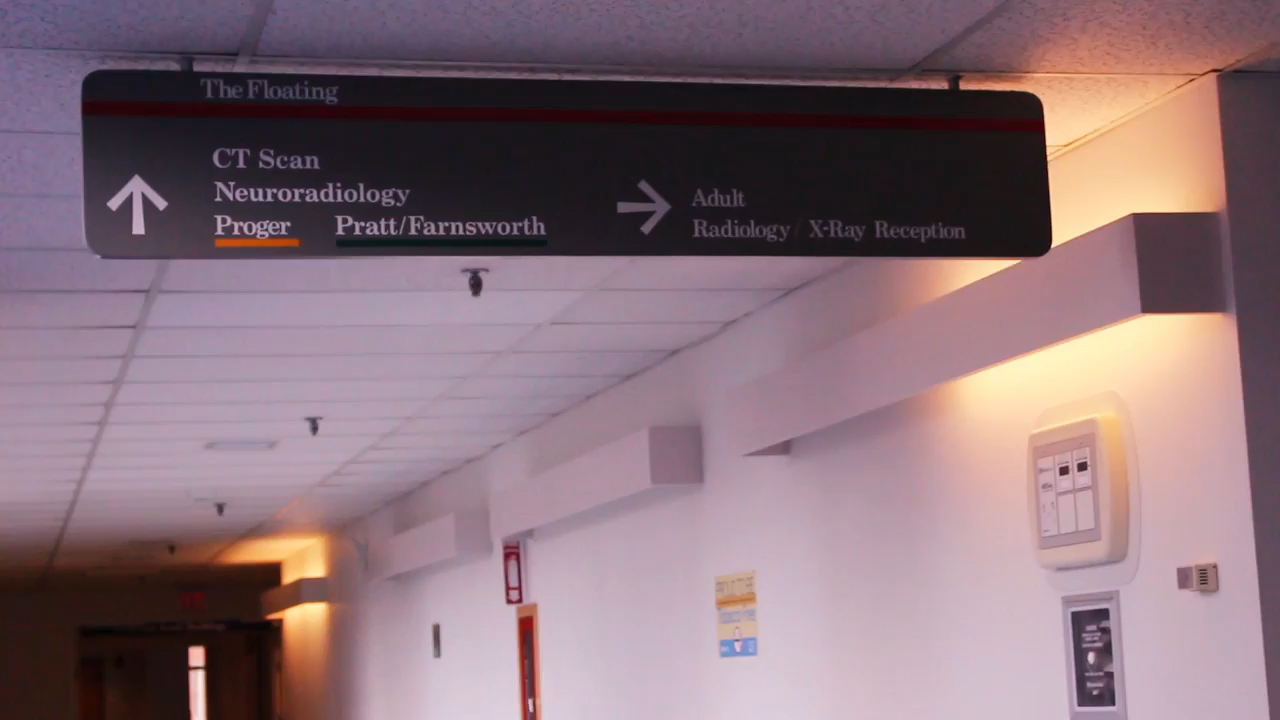 The Floating
CT Scan
Neuroradiology
Proger Pratt/Farnsworth
Adult
Radiology/ X-Ray Reception